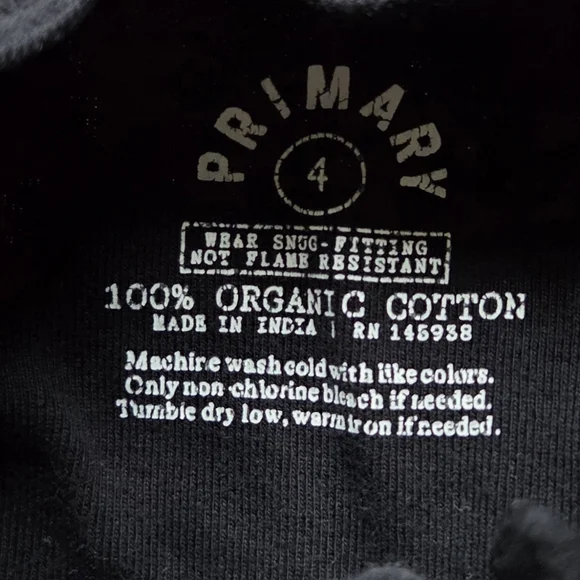 PRIMARY
4
WEAR SNUG-FITTING
NOT FLAME RESISTANT
100% ORGANIC COTTON
MADE IN INDIA | RN 145938
Machine wash cold with like colors.
Only non-chlorine bleach if needed.
Tumble dry low, warm iron if needed.